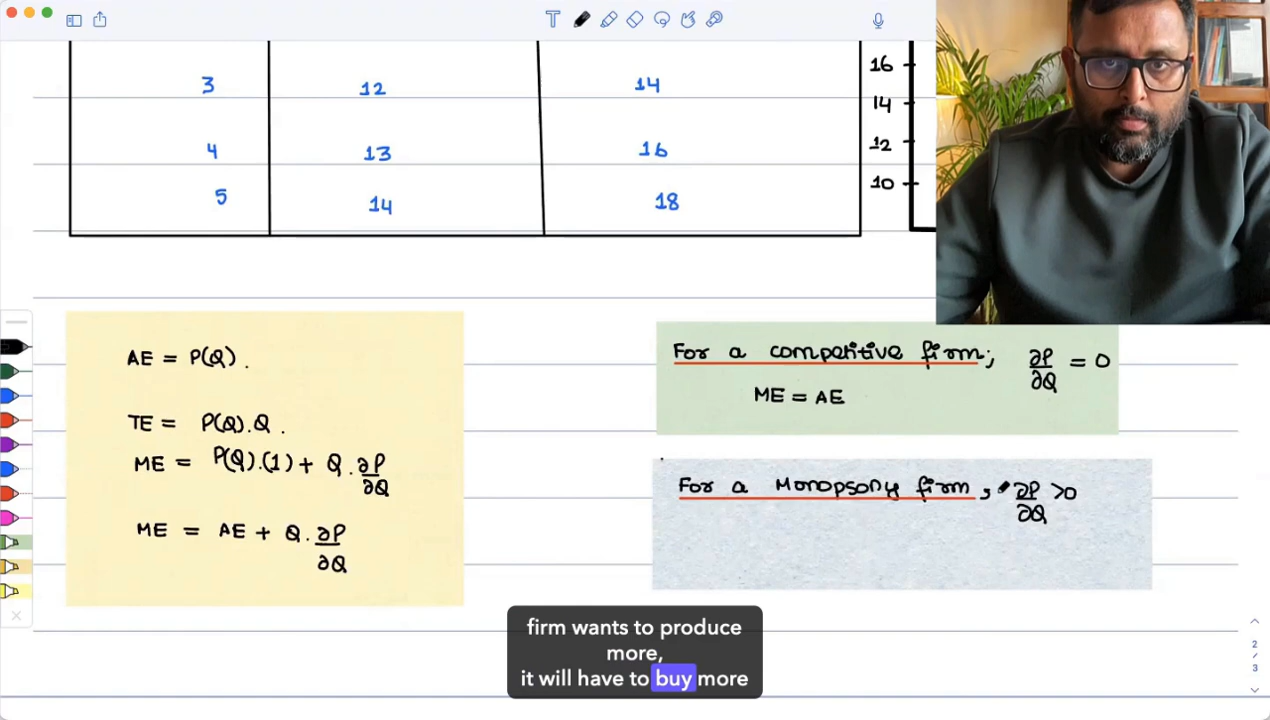 3 12 14
4 13 16
5 14 18
16
14
12
10
AE = P(Q).
TE = P(Q).Q.
ME = P(Q).(1) + Q.∂P/∂Q
ME = AE + Q.∂P/∂Q
For a competitive firm; ∂P/∂Q = 0
ME = AE
For a Monopsony firm, ∂P/∂Q >0
firm wants to produce
more,
it will have to buy more
2
/
3